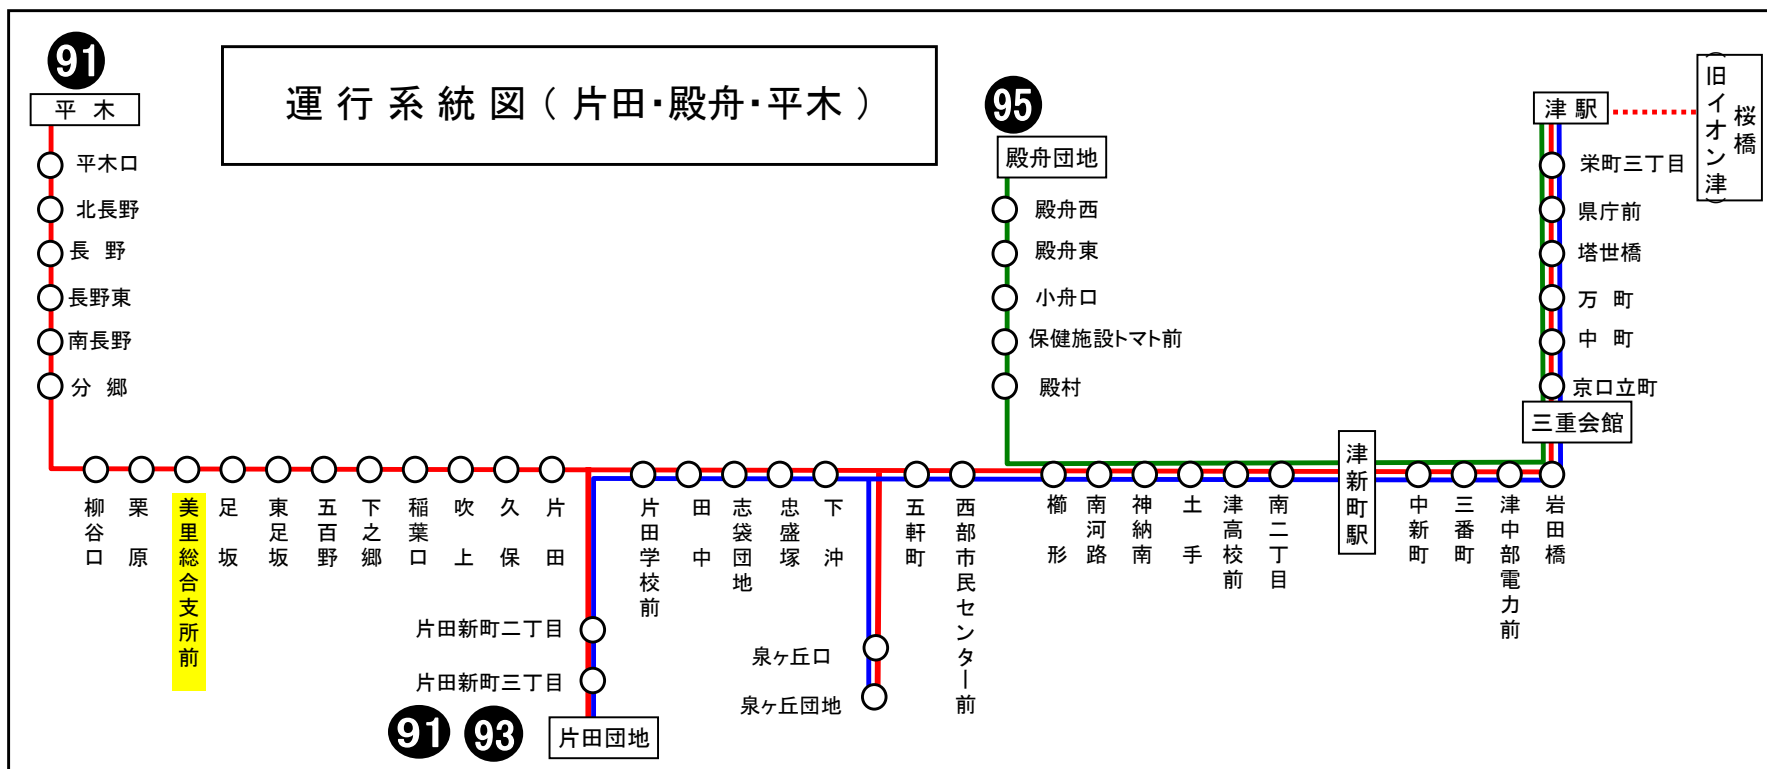 運行系統図(片田・殿舟・平木)
91
平木
平木口
北長野
長野
長野東
南長野
分郷
95
殿舟団地
殿舟西
殿舟東
小舟口
保健施設トマト前
殿村
津駅
桜橋
(旧イオン津)
栄町三丁目
県庁前
塔世橋
万町
中町
京口立町
三重会館
柳谷口
栗原
美里総合支所前
足坂
東足坂
五百野
下之郷
稲葉口
吹上
久保
片田
片田学校前
田中
志袋団地
忠盛塚
下沖
五軒町
西部市民センター前
櫛形
南河路
神納南
土手
津高校前
南二丁目
津新町駅
中新町
三番町
津中部電力前
岩田橋
片田新町二丁目
片田新町三丁目
91 93
片田団地
泉ヶ丘口
泉ヶ丘団地